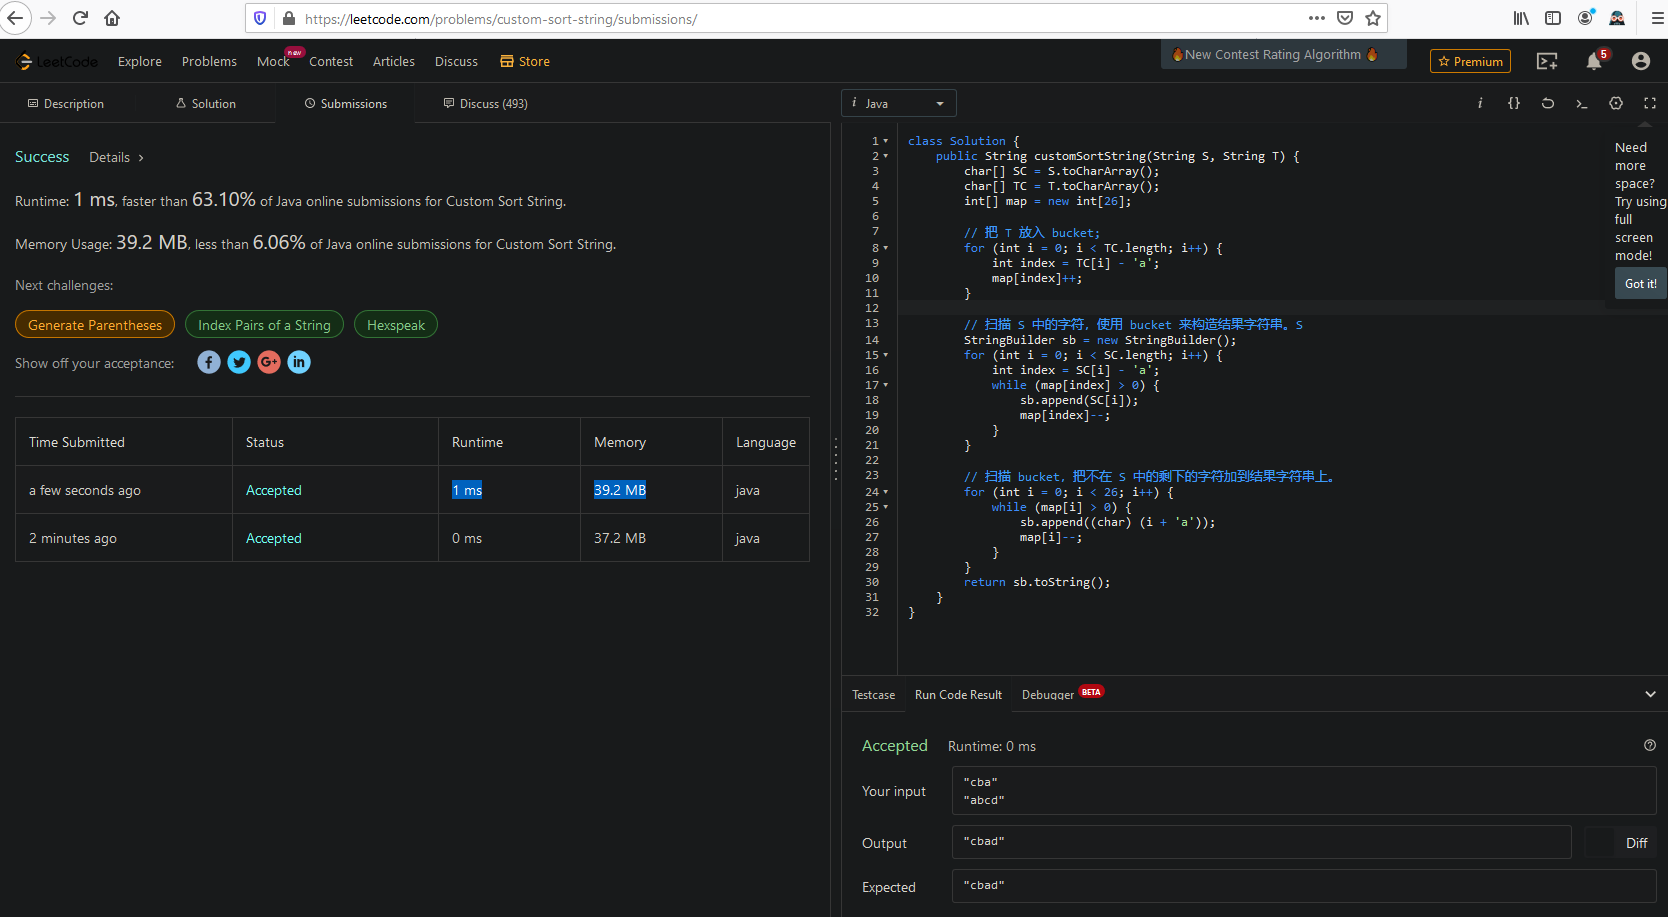 https://leetcode.com/problems/custom-sort-string/submissions/
LeetCode
Explore
Problems
Mock
new
Contest
Articles
Discuss
Store
New Contest Rating Algorithm
Premium
5
Description
Solution
Submissions
Discuss (493)
Success
Details
Runtime: 1 ms, faster than 63.10% of Java online submissions for Custom Sort String.
Memory Usage: 39.2 MB, less than 6.06% of Java online submissions for Custom Sort String.
Next challenges:
Generate Parentheses
Index Pairs of a String
Hexspeak
Show off your acceptance:
Time Submitted Status Runtime Memory Language
a few seconds ago Accepted 1 ms 39.2 MB java
2 minutes ago Accepted 0 ms 37.2 MB java
i Java
1 class Solution {
2 public String customSortString(String S, String T) {
3 char[] SC = S.toCharArray();
4 char[] TC = T.toCharArray();
5 int[] map = new int[26];
6
7 // 把 T 放入 bucket;
8 for (int i = 0; i < TC.length; i++) {
9 int index = TC[i] - 'a';
10 map[index]++;
11 }
12
13 // 扫描 S 中的字符，使用 bucket 来构造结果字符串。S
14 StringBuilder sb = new StringBuilder();
15 for (int i = 0; i < SC.length; i++) {
16 int index = SC[i] - 'a';
17 while (map[index] > 0) {
18 sb.append(SC[i]);
19 map[index]--;
20 }
21 }
22
23 // 扫描 bucket，把不在 S 中的剩下的字符加到结果字符串上。
24 for (int i = 0; i < 26; i++) {
25 while (map[i] > 0) {
26 sb.append((char) (i + 'a'));
27 map[i]--;
28 }
29 }
30 return sb.toString();
31 }
32 }
Need
more
space?
Try using
full
screen
mode!
Got it!
Testcase
Run Code Result
Debugger BETA
Accepted
Runtime: 0 ms
Your input
"cba"
"abcd"
Output
"cbad"
Diff
Expected
"cbad"